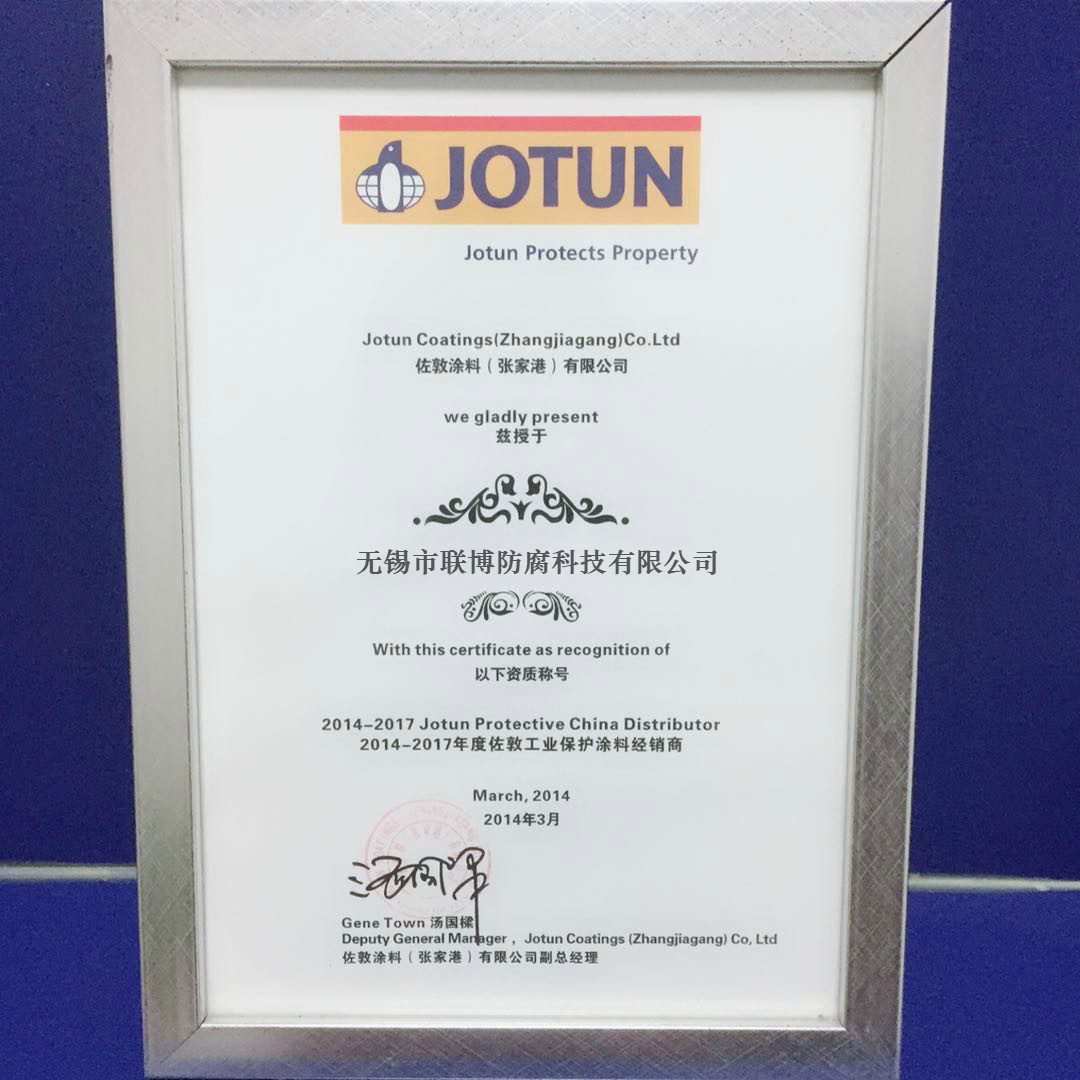 JOTUN
Jotun Protects Property
Jotun Coatings(Zhangjiagang)Co.Ltd
佐敦涂料（张家港）有限公司
we gladly present
兹授于
无锡市联博防腐科技有限公司
With this certificate as recognition of
以下资质称号
2014-2017 Jotun Protective China Distributor
2014-2017年度佐敦工业保护涂料经销商
March, 2014
2014年3月
Gene Town 汤国樑
Deputy General Manager , Jotun Coatings (Zhangjiagang) Co, Ltd
佐敦涂料（张家港）有限公司副总经理